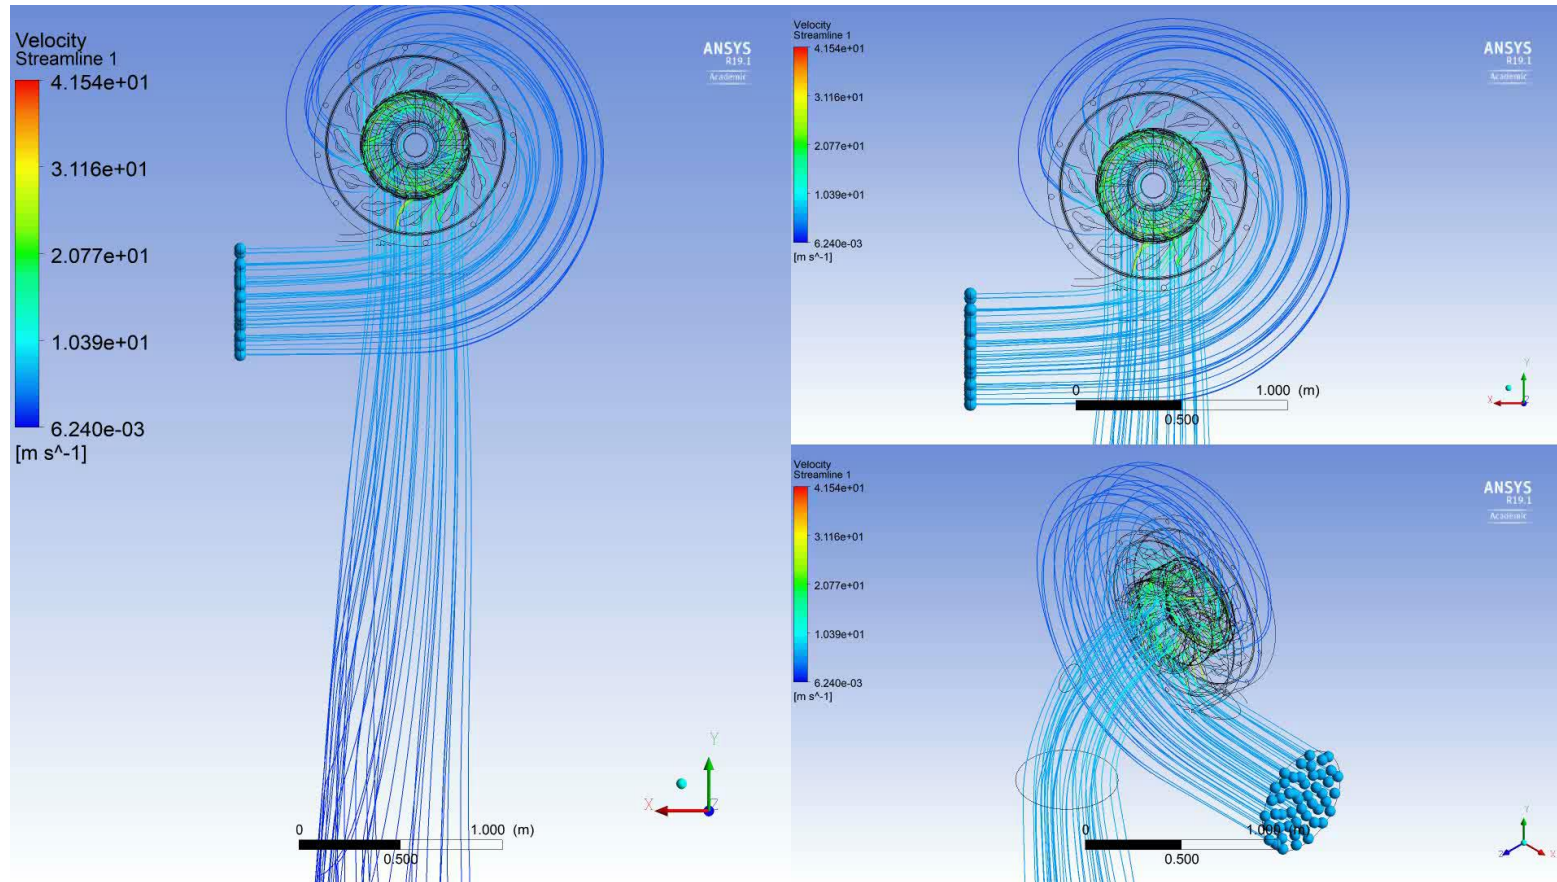 Velocity
Streamline 1
4.154e+01
3.116e+01
2.077e+01
1.039e+01
6.240e-03
[m s^-1]
ANSYS
R19.1
Academic
Y
X
Z
0
1.000 (m)
0.500
Velocity
Streamline 1
4.154e+01
3.116e+01
2.077e+01
1.039e+01
6.240e-03
[m s^-1]
ANSYS
R19.1
Academic
0
1.000 (m)
0.500
Y
X
Z
Velocity
Streamline 1
4.154e+01
3.116e+01
2.077e+01
1.039e+01
6.240e-03
[m s^-1]
ANSYS
R19.1
Academic
0
1.000 (m)
0.500
Y
Z
X